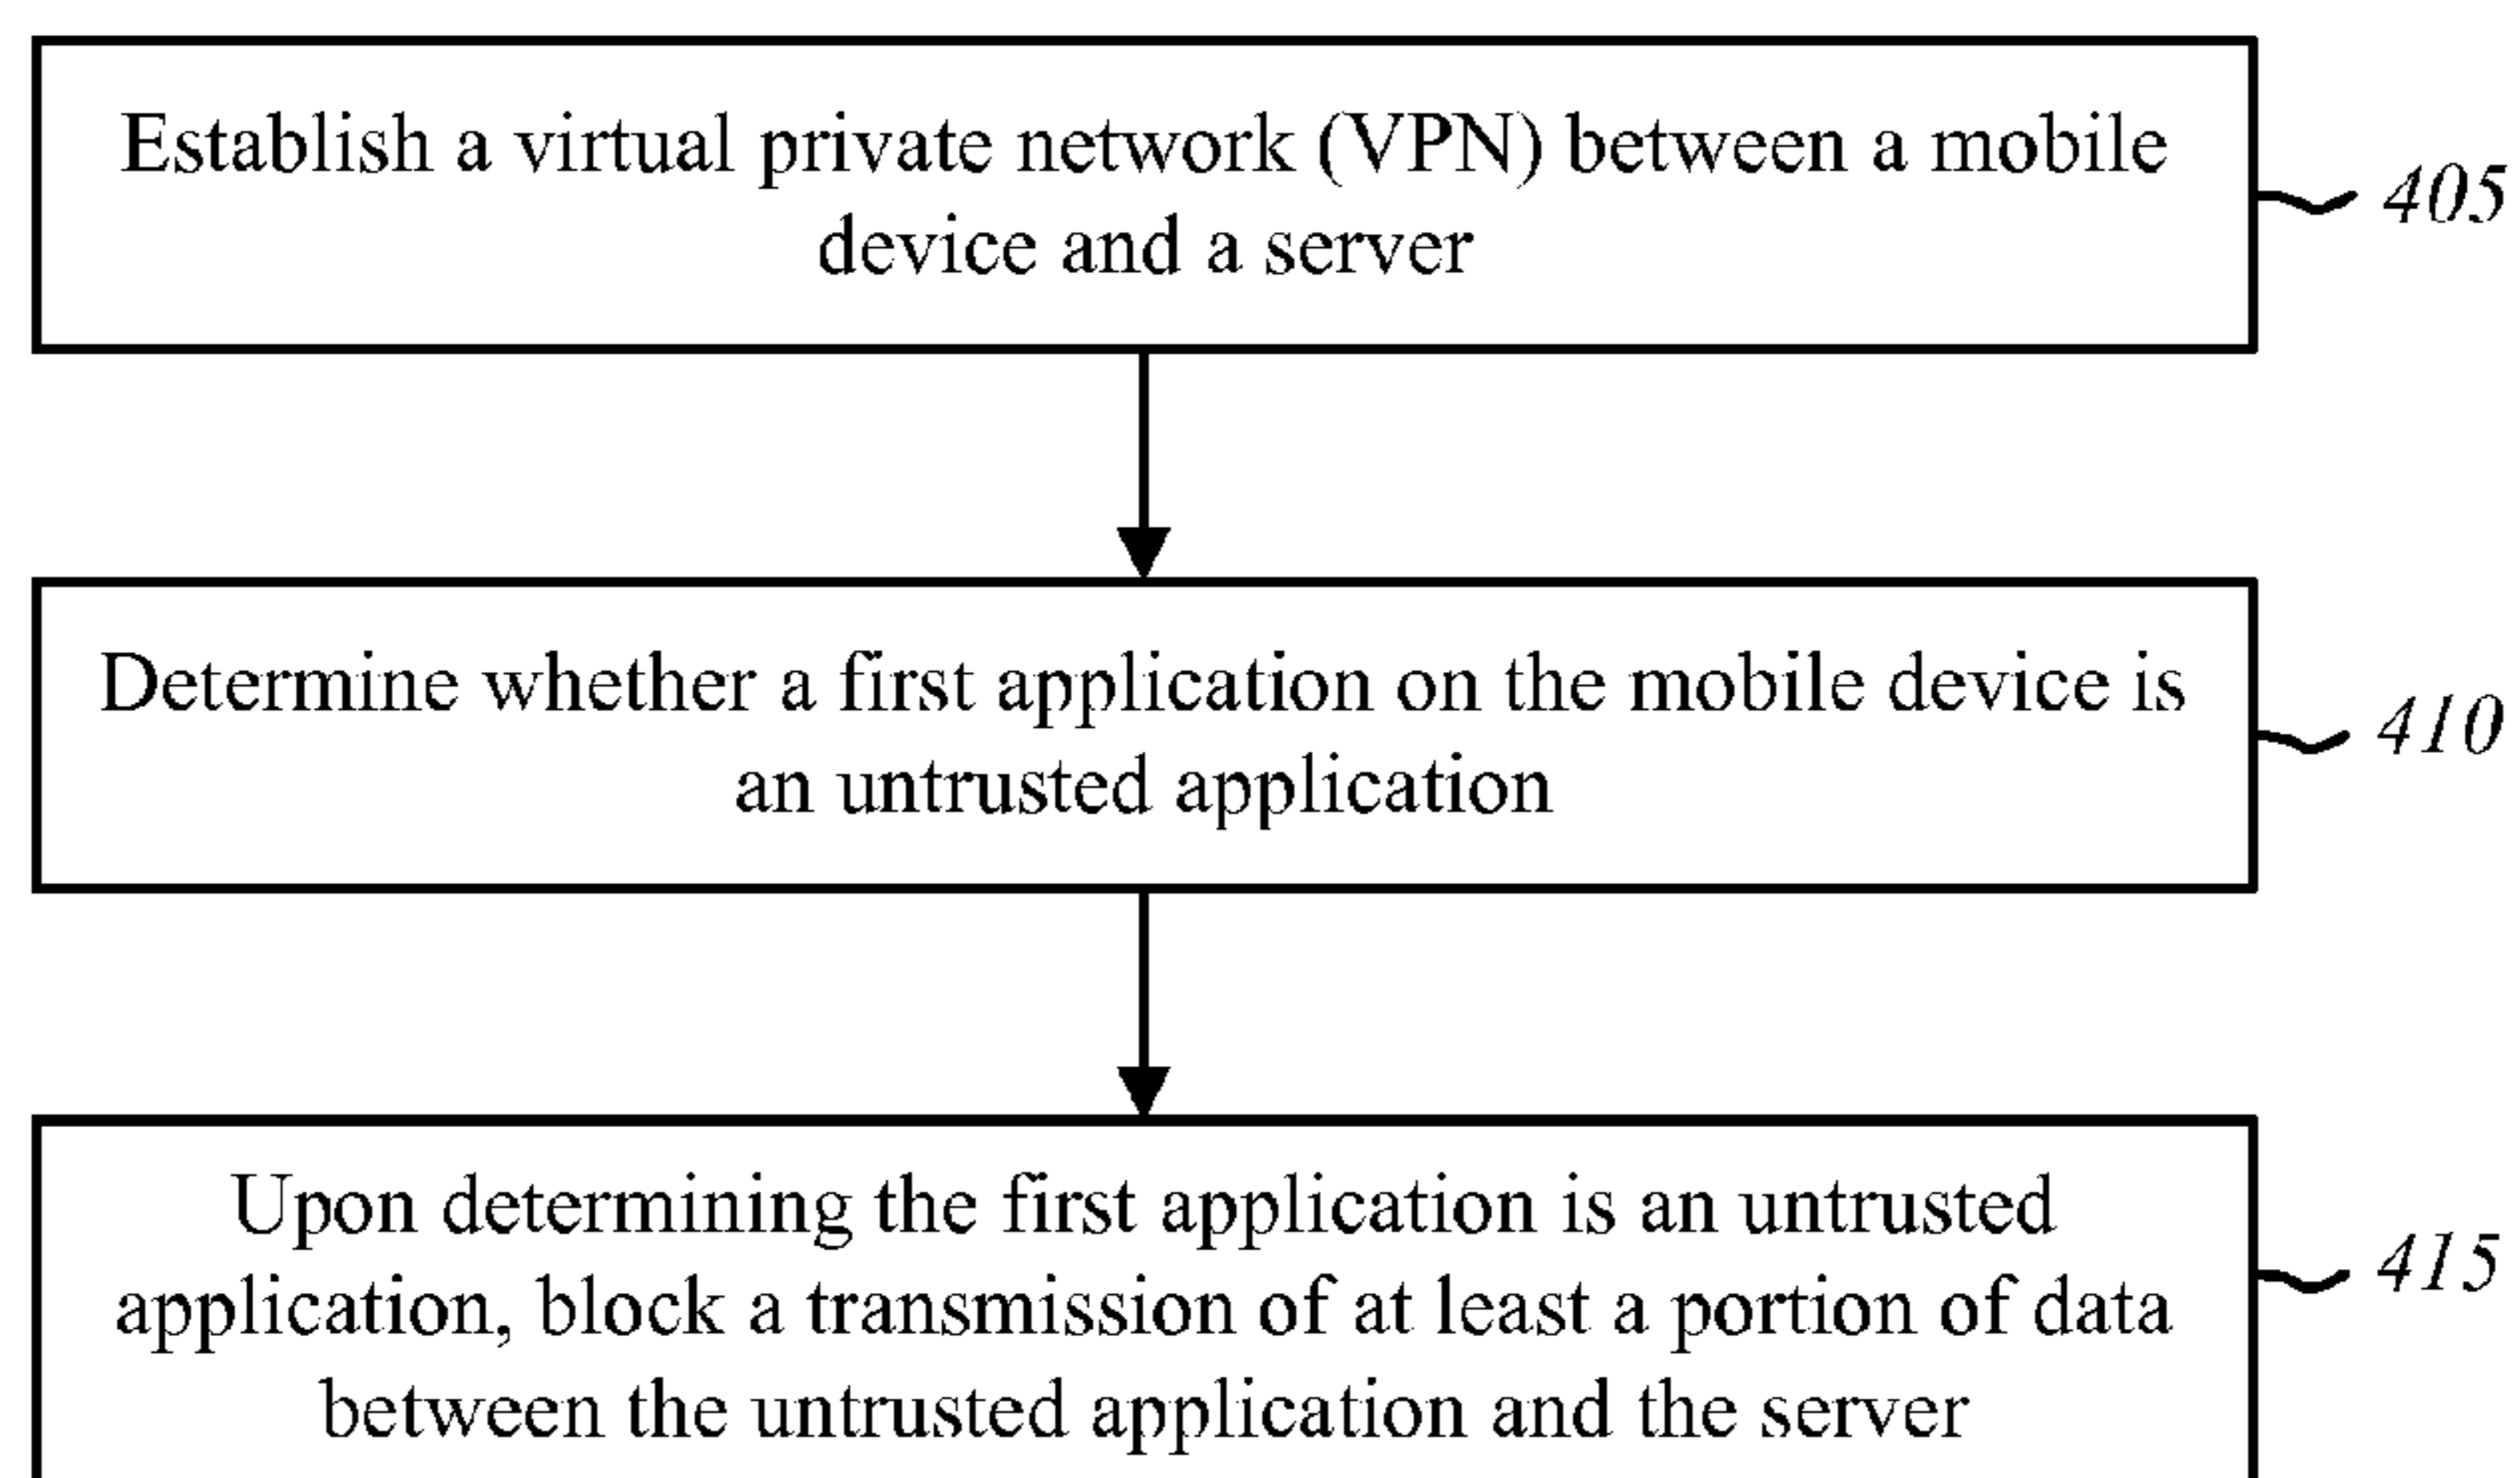 Establish a virtual private network (VPN) between a mobile
device and a server
405
Determine whether a first application on the mobile device is
an untrusted application
410
Upon determining the first application is an untrusted
application, block a transmission of at least a portion of data
between the untrusted application and the server
415